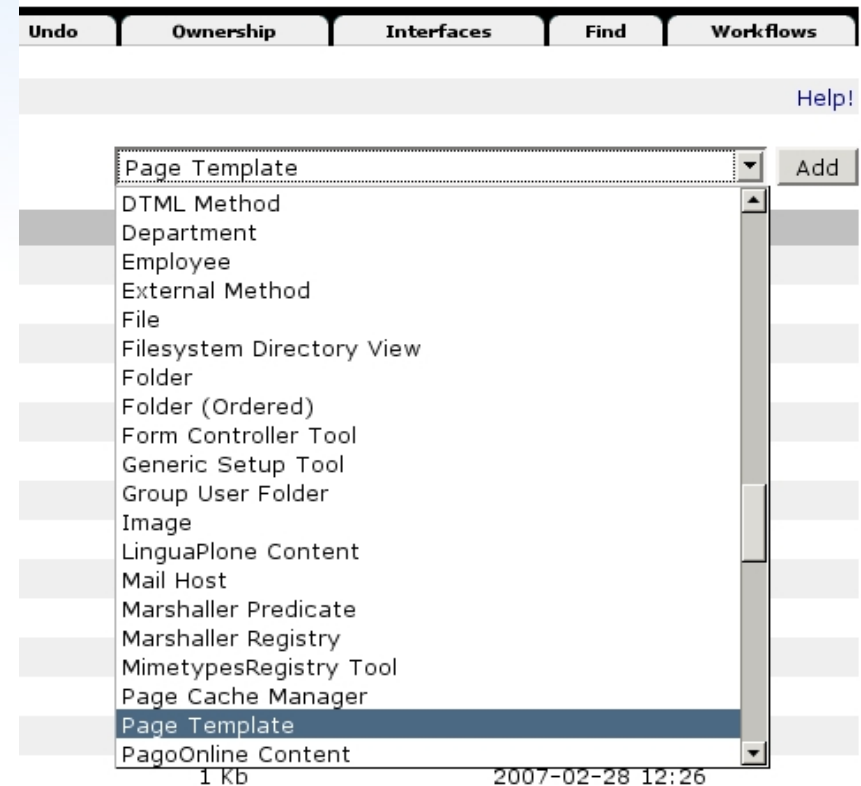 Undo Ownership Interfaces Find Workflows
Help!
Page Template Add
DTML Method
Department
Employee
External Method
File
Filesystem Directory View
Folder
Folder (Ordered)
Form Controller Tool
Generic Setup Tool
Group User Folder
Image
LinguaPlone Content
Mail Host
Marshaller Predicate
Marshaller Registry
MimetypesRegistry Tool
Page Cache Manager
Page Template
PagoOnline Content
1 Kb 2007-02-28 12:26